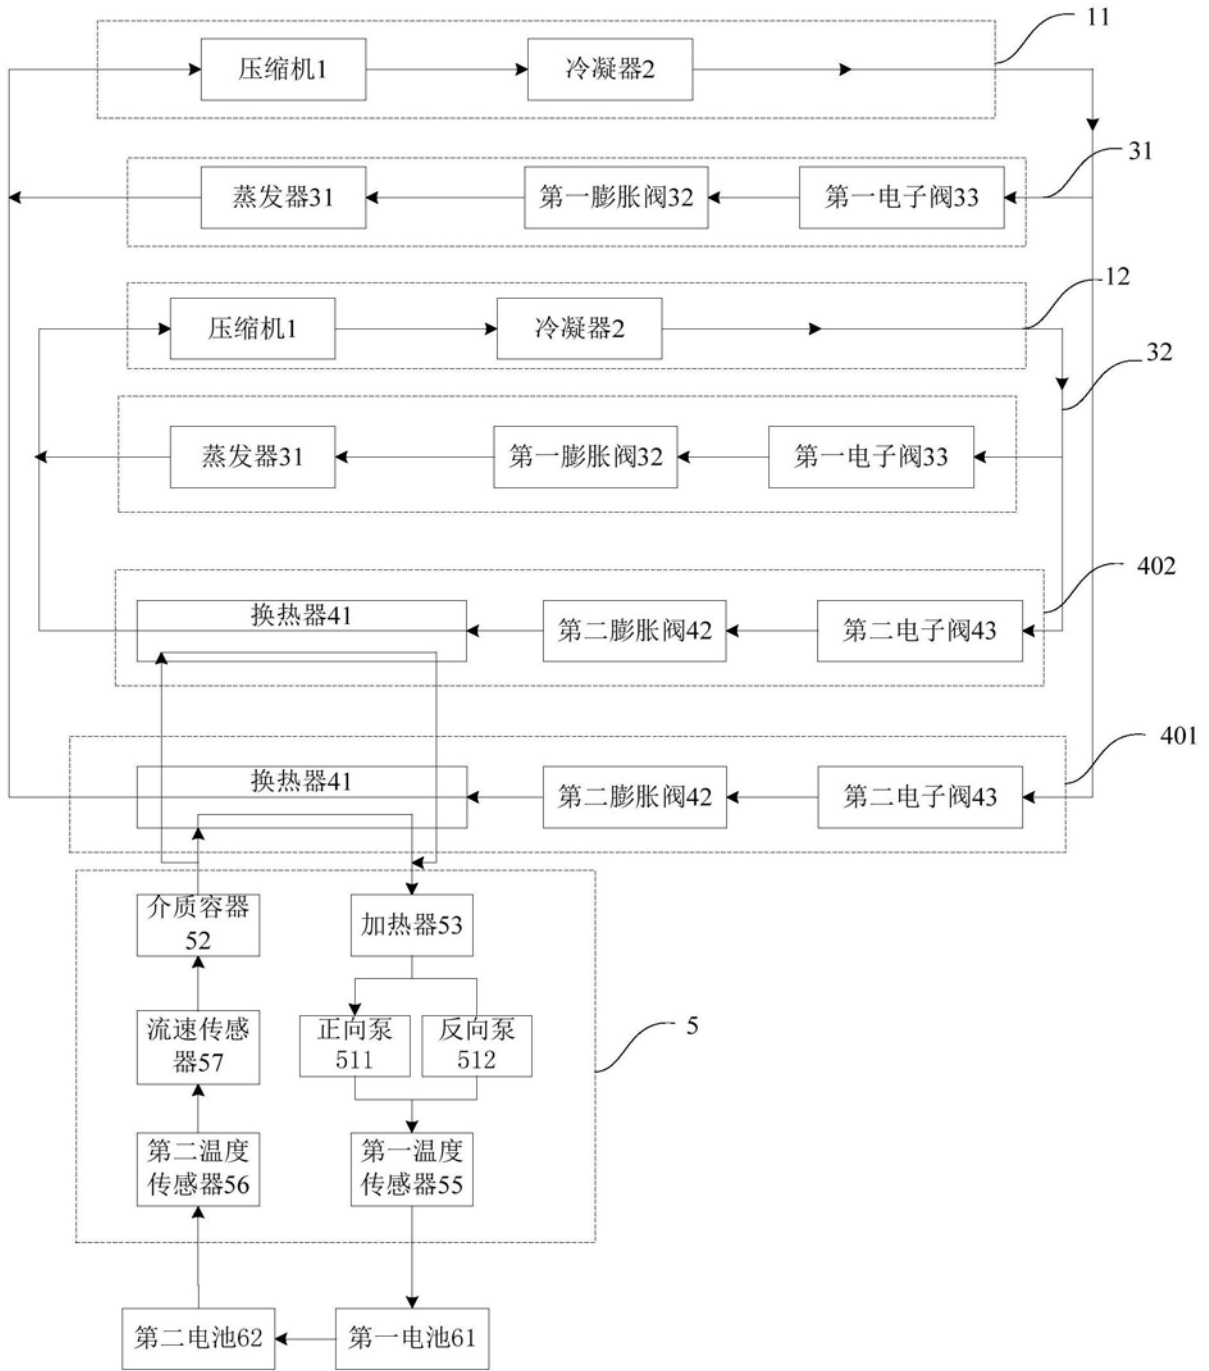 11
压缩机1
冷凝器2
31
蒸发器31
第一膨胀阀32
第一电子阀33
12
压缩机1
冷凝器2
32
蒸发器31
第一膨胀阀32
第一电子阀33
402
换热器41
第二膨胀阀42
第二电子阀43
401
换热器41
第二膨胀阀42
第二电子阀43
介质容器
52
加热器53
流速传感
器57
正向泵
511
反向泵
512
5
第二温度
传感器56
第一温度
传感器55
第二电池62
第一电池61